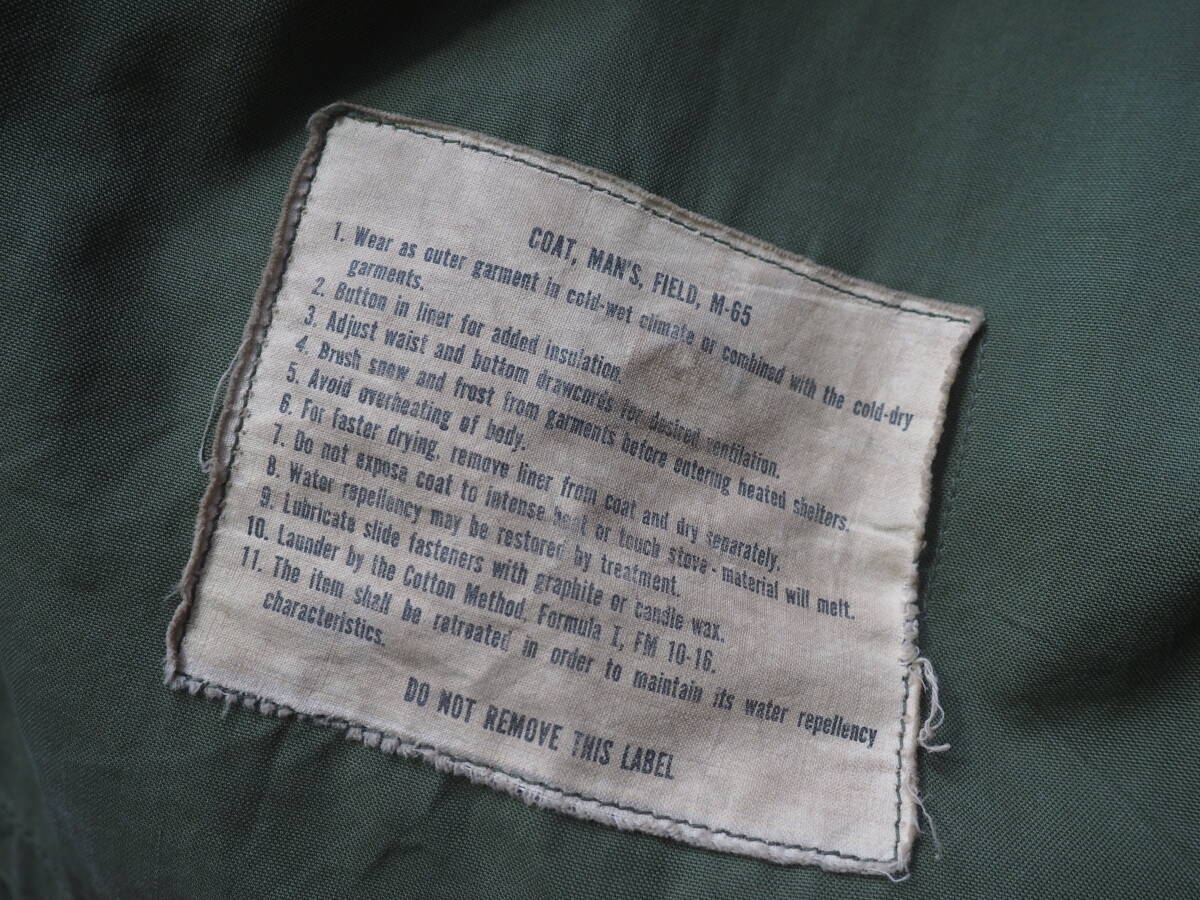 COAT, MAN'S, FIELD, M-65
1. Wear as outer garment in cold-wet climate or combined with the cold-dry
garments.
2. Button in liner for added insulation.
3. Adjust waist and bottom drawcords for desired ventilation.
4. Brush snow and frost from garments before entering heated shelters.
5. Avoid overheating of body.
6. For faster drying, remove liner from coat and dry separately.
7. Do not expose coat to intense heat or touch stove - material will melt.
8. Water repellency may be restored by treatment.
9. Lubricate slide fasteners with graphite or candle wax.
10. Launder by the Cotton Method. Formula I, FM 10-16.
11. The item shall be retreated in order to maintain its water repellency
characteristics.
DO NOT REMOVE THIS LABEL